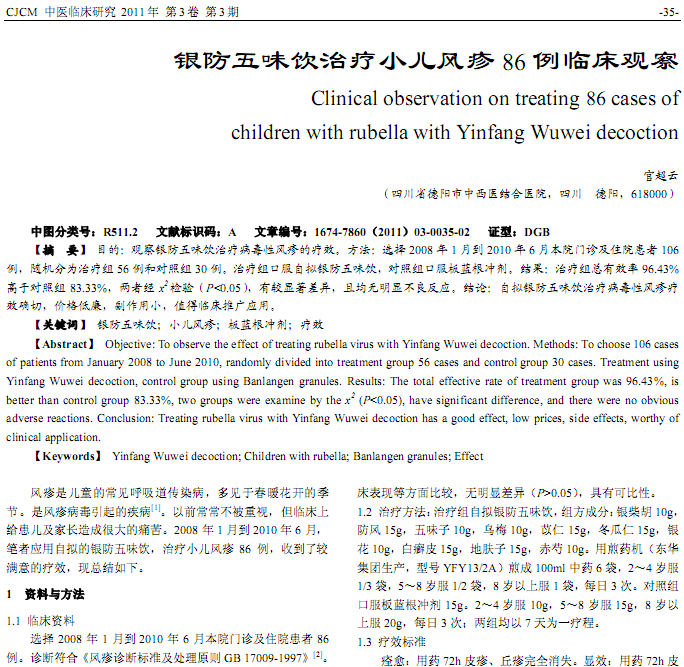 CJCM 中医临床研究 2011 年 第 3 卷 第 3 期 -35-
银防五味饮治疗小儿风疹 86 例临床观察
Clinical observation on treating 86 cases of
children with rubella with Yinfang Wuwei decoction
官超云
（四川省德阳市中西医结合医院，四川 德阳，618000）
中图分类号：R511.2 文献标识码：A 文章编号：1674-7860（2011）03-0035-02 证型：DGB
【摘 要】 目的：观察银防五味饮治疗病毒性风疹的疗效。方法：选择 2008 年 1 月到 2010 年 6 月本院门诊及住院患者 106
例，随机分为治疗组 56 例和对照组 30 例。治疗组口服自拟银防五味饮，对照组口服板蓝根冲剂。结果：治疗组总有效率 96.43%
高于对照组 83.33%，两者经 x²检验（P<0.05），有较显著差异，且均无明显不良反应。结论：自拟银防五味饮治疗病毒性风疹疗
效确切，价格低廉，副作用小，值得临床推广应用。
【关键词】 银防五味饮；小儿风疹；板蓝根冲剂；疗效
【Abstract】 Objective: To observe the effect of treating rubella virus with Yinfang Wuwei decoction. Methods: To choose 106 cases
of patients from January 2008 to June 2010, randomly divided into treatment group 56 cases and control group 30 cases. Treatment using
Yinfang Wuwei decoction, control group using Banlangen granules. Results: The total effective rate of treatment group was 96.43%, is
better than control group 83.33%, two groups were examine by the x² (P<0.05), have significant difference, and there were no obvious
adverse reactions. Conclusion: Treating rubella virus with Yinfang Wuwei decoction has a good effect, low prices, side effects, worthy of
clinical application.
【Keywords】 Yinfang Wuwei decoction; Children with rubella; Banlangen granules; Effect
风疹是儿童的常见呼吸道传染病，多见于春暖花开的季
节。是风疹病毒引起的疾病[1]。以前常常不被重视，但临床上
给患儿及家长造成很大的痛苦。2008 年 1 月到 2010 年 6 月，
笔者应用自拟的银防五味饮，治疗小儿风疹 86 例，收到了较
满意的疗效，现总结如下。
1 资料与方法
1.1 临床资料
选择 2008 年 1 月到 2010 年 6 月本院门诊及住院患者 86
例。诊断符合《风疹诊断标准及处理原则 GB 17009-1997》[2]。
床表现等方面比较，无明显差异（P>0.05），具有可比性。
1.2 治疗方法：治疗组自拟银防五味饮，组方成分：银柴胡 10g，
防风 15g，五味子 10g，乌梅 10g，苡仁 15g，冬瓜仁 15g，银
花 10g，白癣皮 15g，地肤子 15g，赤芍 10g。用煎药机（东华
集团生产，型号 YFY13/2A）煎成 100ml 中药 6 袋，2～4 岁服
1/3 袋，5～8 岁服 1/2 袋，8 岁以上服 1 袋，每日 3 次。对照组
口服板蓝根冲剂 15g。2～4 岁服 10g，5～8 岁服 15g，8 岁以
上服 20g，每日 3 次；两组均以 7 天为一疗程。
1.3 疗效标准
痊愈：用药 72h 皮疹、丘疹完全消失。显效：用药 72h 皮